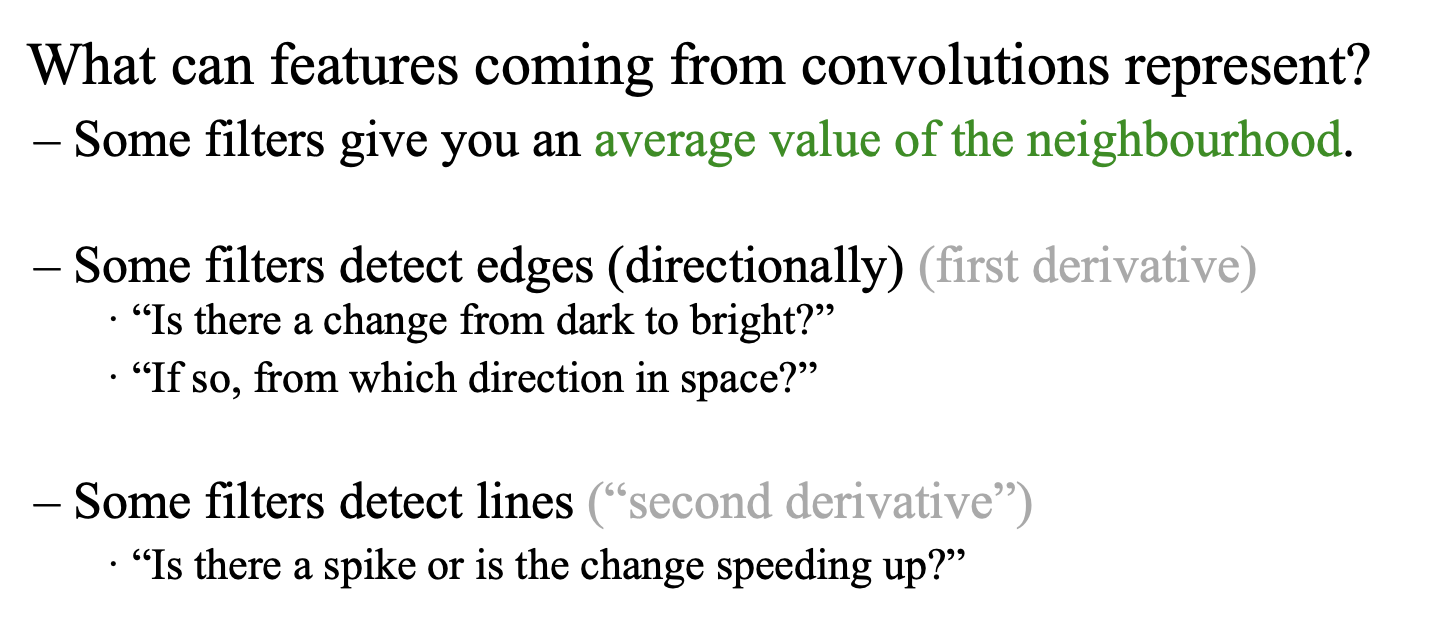 What can features coming from convolutions represent?
– Some filters give you an average value of the neighbourhood.
– Some filters detect edges (directionally) (first derivative)
· “Is there a change from dark to bright?”
· “If so, from which direction in space?”
– Some filters detect lines (“second derivative”)
· “Is there a spike or is the change speeding up?”